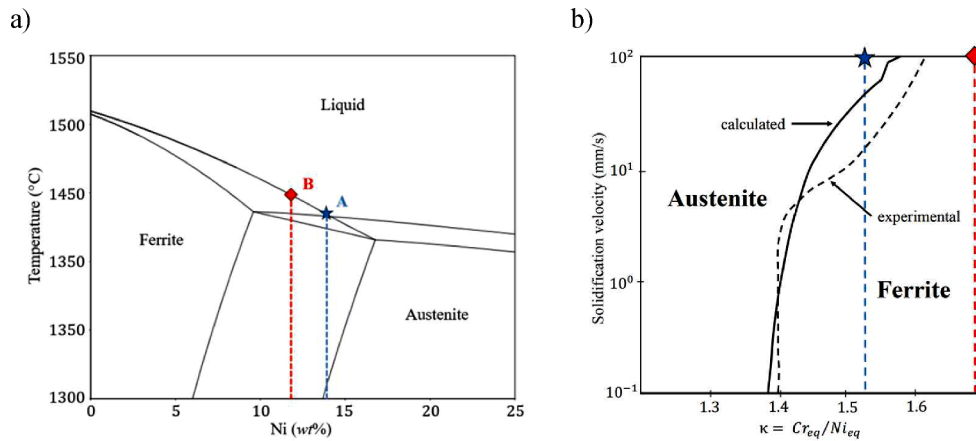 a)
1550
1500
1450
1350
1350
1300
Temperature (°C)
Liquid
B
A
Ferrite
Austenite
0
5
10
15
20
25
Ni (wt%)
b)
10²
10¹
10⁰
10⁻¹
Solidification velocity (mm/s)
calculated
Austenite
experimental
Ferrite
1.3
1.4
1.5
1.6
κ = Cr_eq/Ni_eq